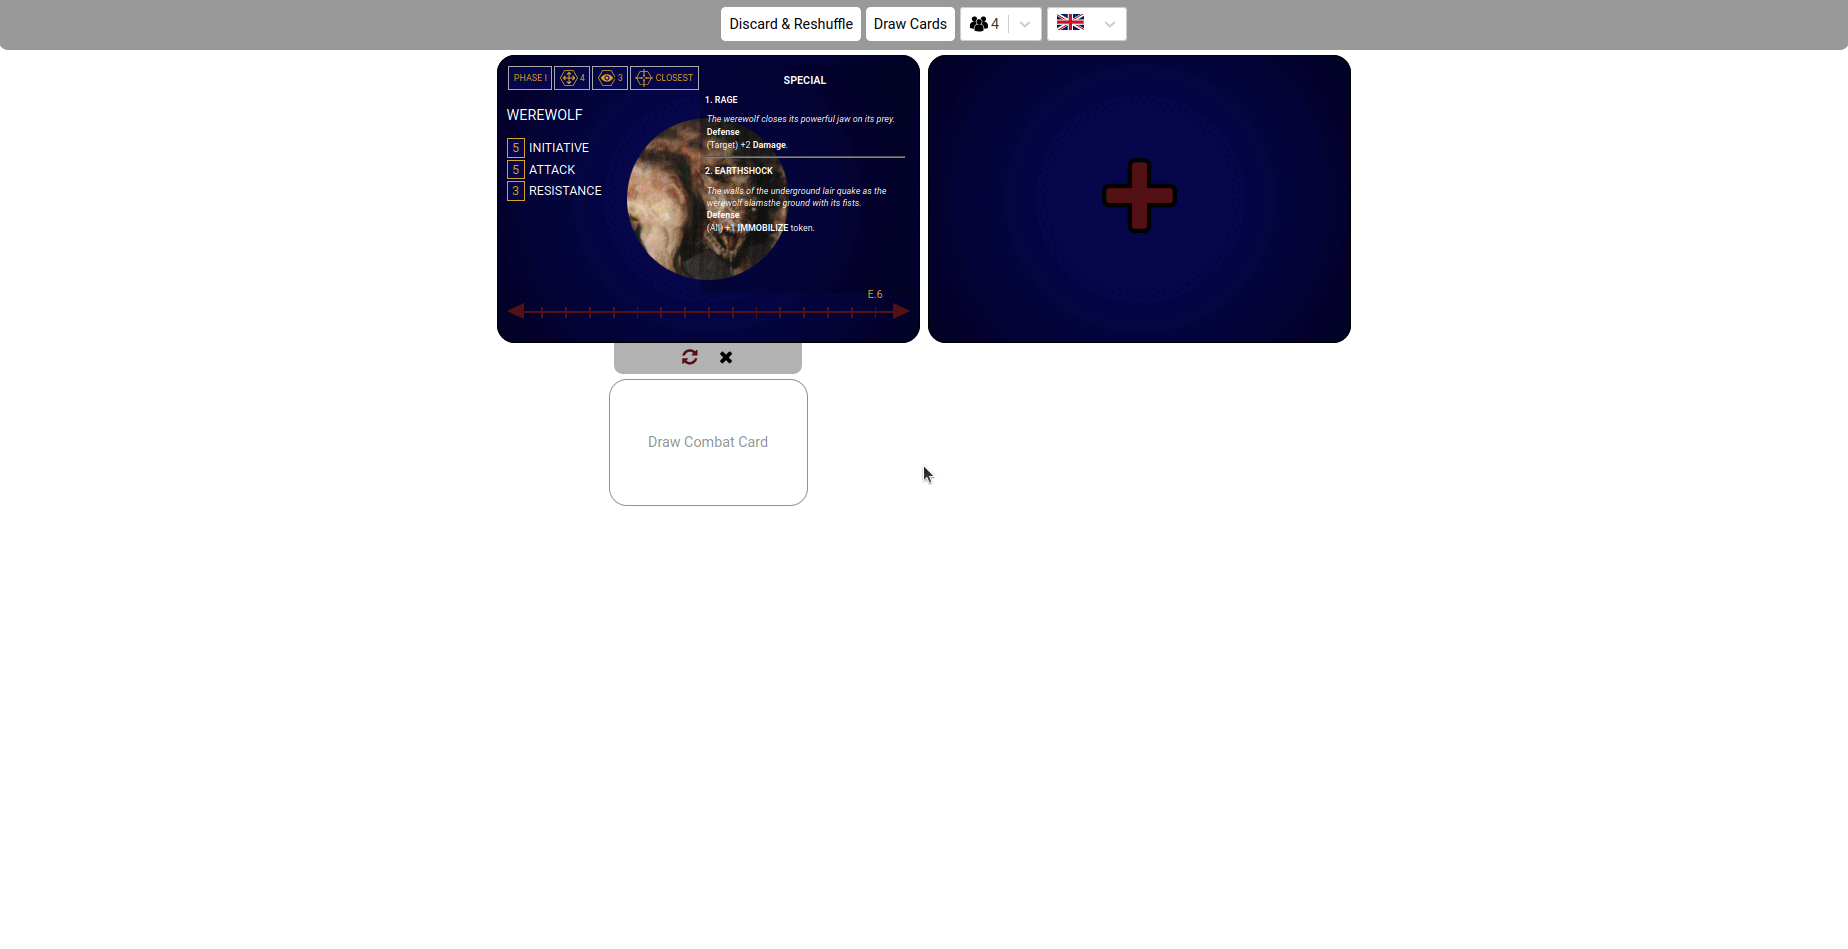 Discard & Reshuffle
Draw Cards
4
PHASE I
4
3
CLOSEST
WEREWOLF
5 INITIATIVE
5 ATTACK
3 RESISTANCE
SPECIAL
1. RAGE
The werewolf closes its powerful jaw on its prey.
Defense
(Target) +2 Damage.
2. EARTHSHOCK
The walls of the underground lair quake as the
werewolf slamsthe ground with its fists.
Defense
(All) +1 IMMOBILIZE token.
E.6
Draw Combat Card